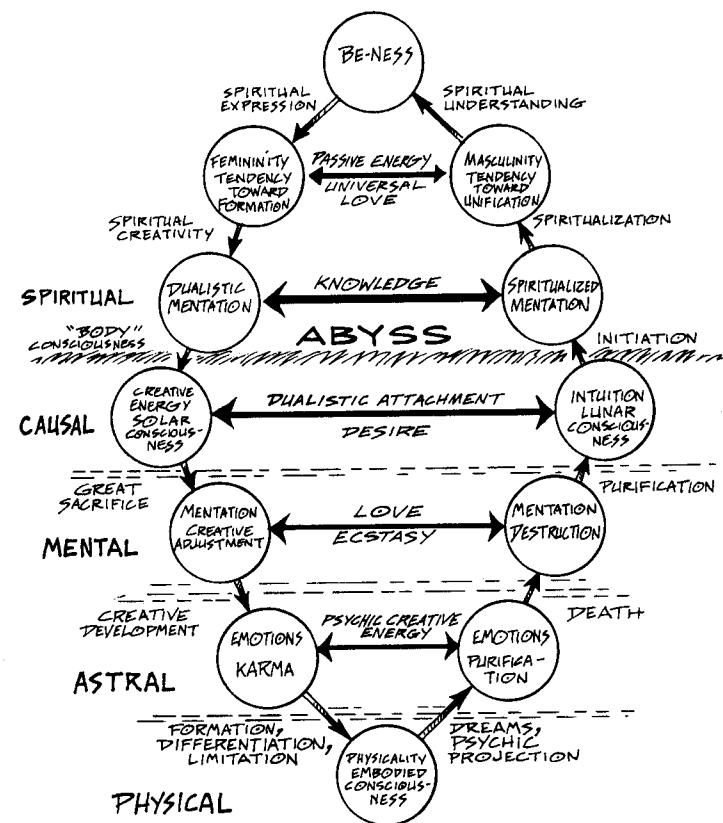 BE-NESS
SPIRITUAL
EXPRESSION
SPIRITUAL
UNDERSTANDING
FEMININITY
TENDENCY
TOWARD
FORMATION
PASSIVE ENERGY
UNIVERSAL
LOVE
MASCULINITY
TENDENCY
TOWARD
UNIFICATION
SPIRITUAL
CREATIVITY
SPIRITUALIZATION
SPIRITUAL
DUALISTIC
MENTATION
KNOWLEDGE
SPIRITUALIZED
MENTATION
"BODY"
CONSCIOUSNESS
ABYSS
INITIATION
CAUSAL
CREATIVE
ENERGY
SOLAR
CONSCIOUS-
NESS
DUALISTIC ATTACHMENT
DESIRE
INTUITION
LUNAR
CONSCIOUS-
NESS
GREAT
SACRIFICE
PURIFICATION
MENTAL
MENTATION
CREATIVE
ADJUSTMENT
LOVE
ECSTASY
MENTATION
DESTRUCTION
CREATIVE
DEVELOPMENT
DEATH
ASTRAL
EMOTIONS
KARMA
PSYCHIC CREATIVE
ENERGY
EMOTIONS
PURIFICA-
TION
FORMATION,
DIFFERENTIATION,
LIMITATION
DREAMS,
PSYCHIC
PROJECTION
PHYSICAL
PHYSICALITY
EMBODIED
CONSCIOUS-
NESS